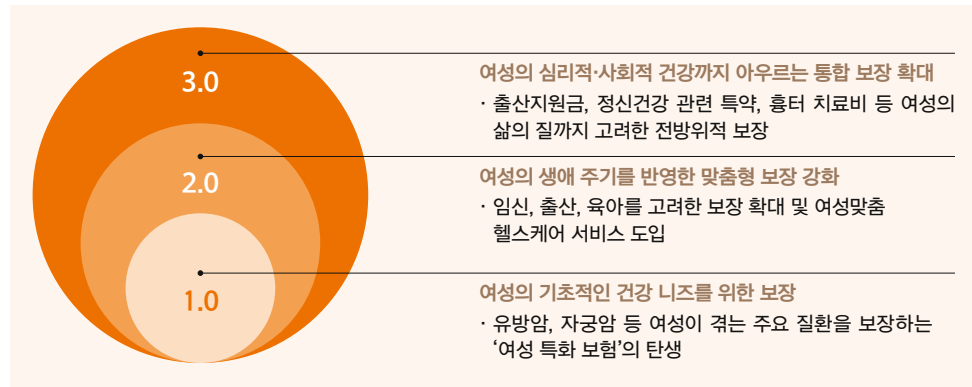 3.0
여성의 심리적·사회적 건강까지 아우르는 통합 보장 확대
· 출산지원금, 정신건강 관련 특약, 흉터 치료비 등 여성의
삶의 질까지 고려한 전방위적 보장
2.0
여성의 생애 주기를 반영한 맞춤형 보장 강화
· 임신, 출산, 육아를 고려한 보장 확대 및 여성맞춤
헬스케어 서비스 도입
1.0
여성의 기초적인 건강 니즈를 위한 보장
· 유방암, 자궁암 등 여성이 겪는 주요 질환을 보장하는
‘여성 특화 보험’의 탄생